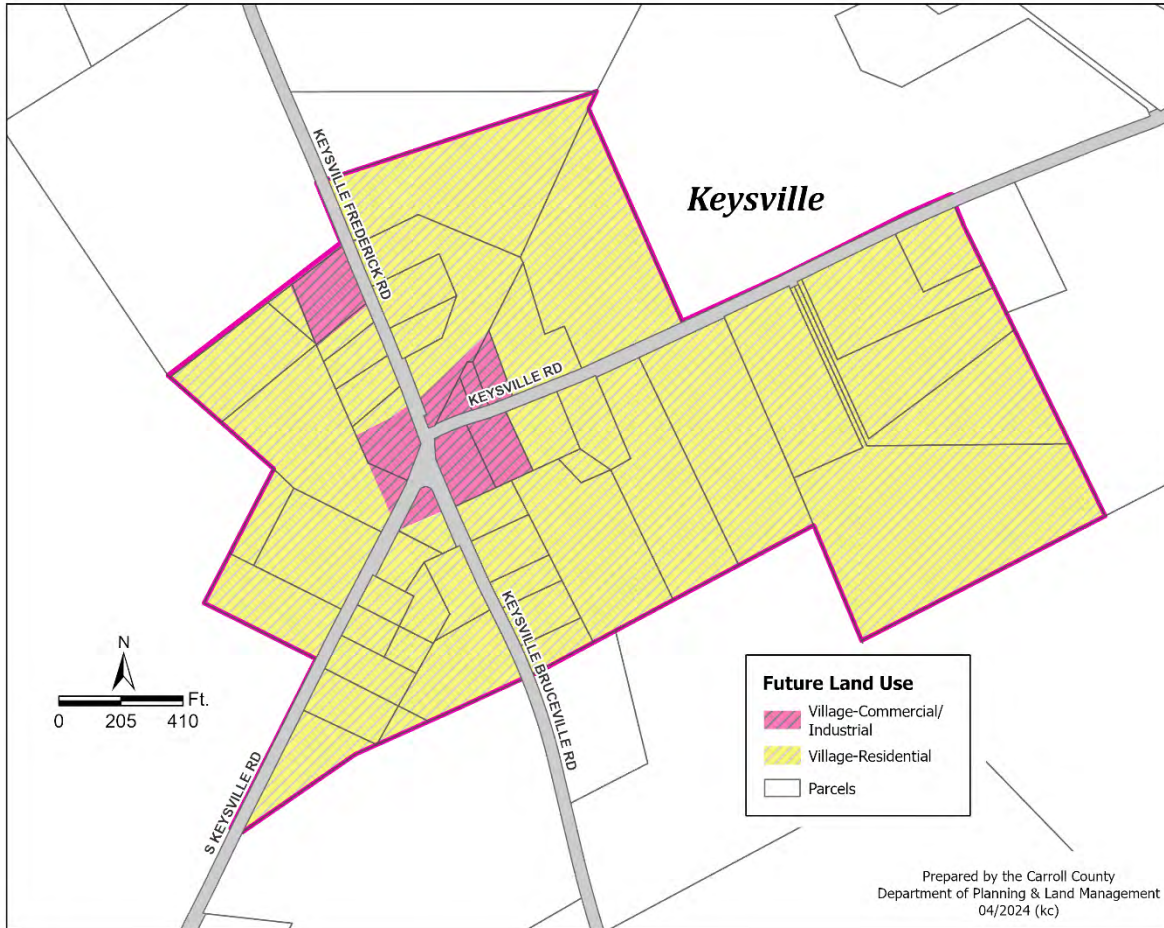 Keysville
KEYSVILLE FREDERICK RD
KEYSVILLE RD
KEYSVILLE BRUCEVILLE RD
S KEYSVILLE RD
N
Ft.
0 205 410
Future Land Use
Village-Commercial/
Industrial
Village-Residential
Parcels
Prepared by the Carroll County
Department of Planning & Land Management
04/2024 (kc)